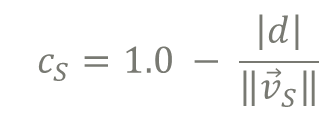 c_S = 1.0 − |d| / ‖v⃗_S‖